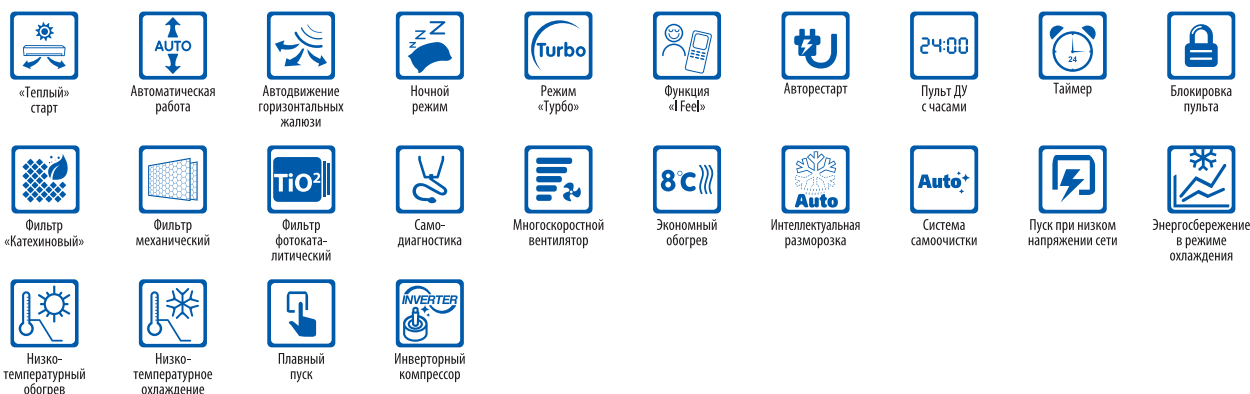 AUTO
Z Z Z
Turbo
24:00
24
«Теплый»
старт
Автоматическая
работа
Автодвижение
горизонтальных
жалюзи
Ночной
режим
Режим
«Турбо»
Функция
«I Feel»
Авторестарт
Пульт ДУ
с часами
Таймер
Блокировка
пульта
TiO²
8°C
Auto
Auto
Фильтр
«Катехиновый»
Фильтр
механический
Фильтр
фотоката-
литический
Само-
диагностика
Многоскоростной
вентилятор
Экономный
обогрев
Интеллектуальная
разморозка
Система
самоочистки
Пуск при низком
напряжении сети
Энергосбережение
в режиме
охлаждения
INVERTER
Низко-
температурный
обогрев
Низко-
температурное
охлаждение
Плавный
пуск
Инверторный
компрессор